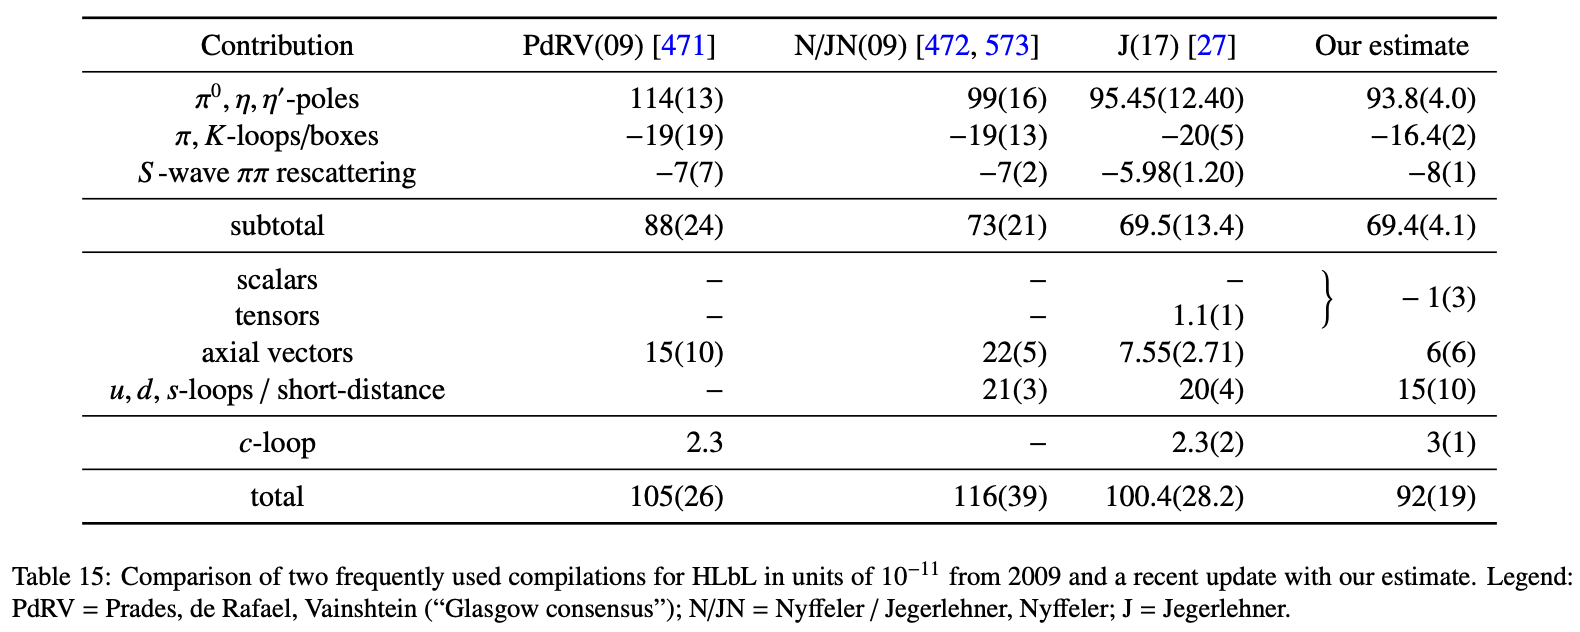 Contribution PdRV(09) [471] N/JN(09) [472, 573] J(17) [27] Our estimate
π⁰, η, η′-poles 114(13) 99(16) 95.45(12.40) 93.8(4.0)
π, K-loops/boxes −19(19) −19(13) −20(5) −16.4(2)
S-wave ππ rescattering −7(7) −7(2) −5.98(1.20) −8(1)
subtotal 88(24) 73(21) 69.5(13.4) 69.4(4.1)
scalars – – –
tensors – – 1.1(1) } − 1(3)
axial vectors 15(10) 22(5) 7.55(2.71) 6(6)
u, d, s-loops / short-distance – 21(3) 20(4) 15(10)
c-loop 2.3 – 2.3(2) 3(1)
total 105(26) 116(39) 100.4(28.2) 92(19)
Table 15: Comparison of two frequently used compilations for HLbL in units of 10⁻¹¹ from 2009 and a recent update with our estimate. Legend:
PdRV = Prades, de Rafael, Vainshtein (“Glasgow consensus”); N/JN = Nyffeler / Jegerlehner, Nyffeler; J = Jegerlehner.